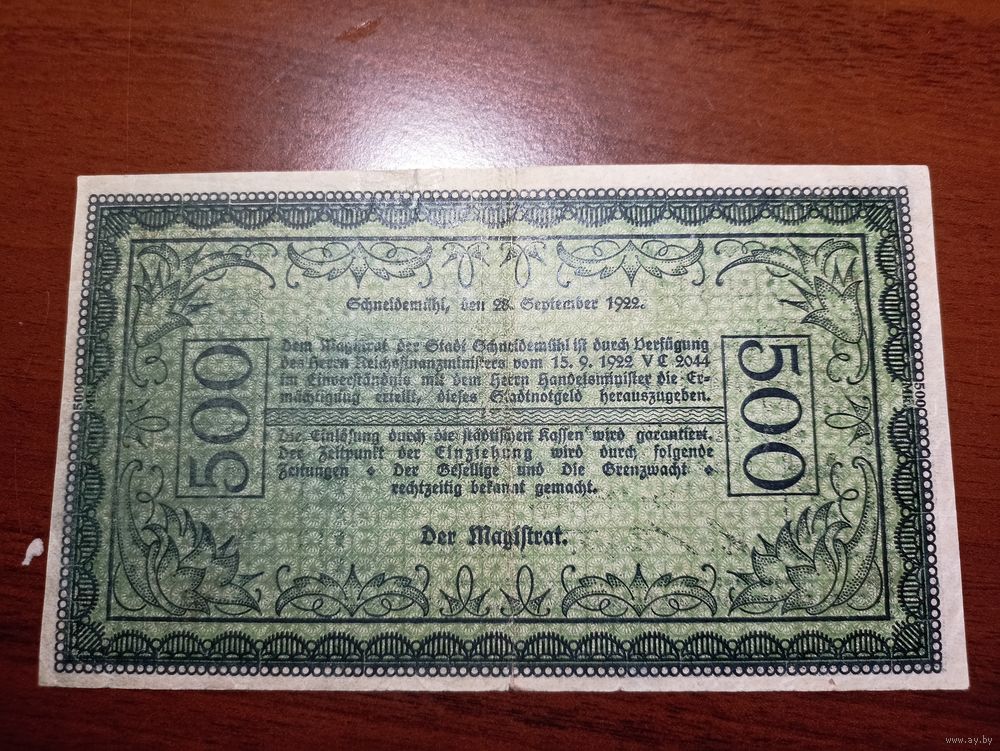 Schneidemühl, den 28. September 1922.
Dem Magistrat der Stadt Schneidemühl ist durch Verfügung
des Herrn Reichsfinanzministers vom 15. 9. 1922 V C 2044
im Einverständnis mit dem Herrn Handelsminister die Er-
mächtigung erteilt, dieses Stadtnotgeld herauszugeben.
500
500
Die Einlösung durch die städtischen Kassen wird garantiert.
Der Zeitpunkt der Einziehung wird durch folgende
Zeitungen • Der Gesellige und Die Grenzwacht •
rechtzeitig bekannt gemacht.
Der Magistrat.
www.ay.by